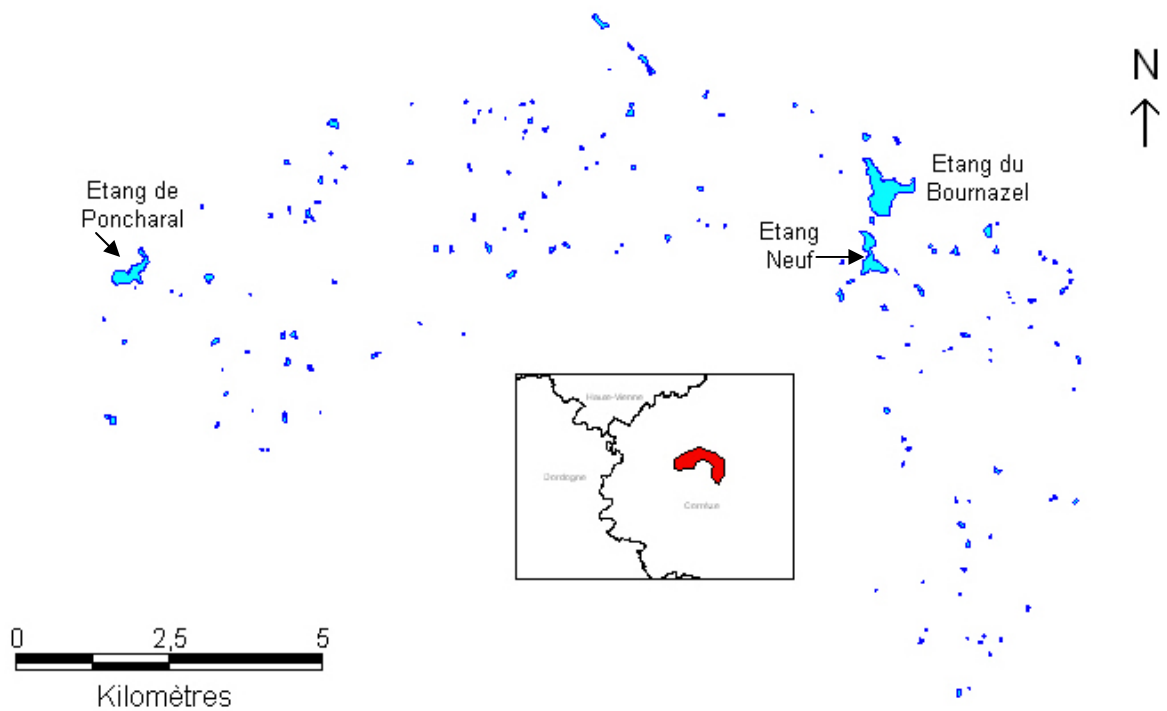 N
Etang du
Bournazel
Etang de
Poncharal
Etang
Neuf
Haute-Vienne
Dordogne
Corrèze
0 2,5 5
Kilomètres